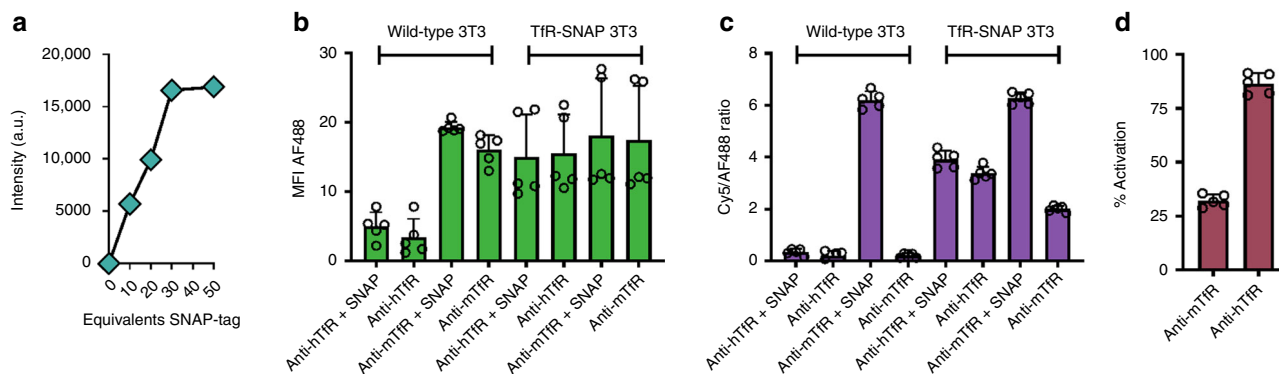 a
20,000
15,000
10,000
5000
0
Intensity (a.u.)
0
10
20
30
40
50
Equivalents SNAP-tag
b
Wild-type 3T3
TfR-SNAP 3T3
30
20
10
0
MFI AF488
Anti-hTfR + SNAP
Anti-hTfR
Anti-mTfR + SNAP
Anti-mTfR
Anti-hTfR + SNAP
Anti-hTfR
Anti-mTfR + SNAP
Anti-mTfR
c
Wild-type 3T3
TfR-SNAP 3T3
8
6
4
2
0
Cy5/AF488 ratio
Anti-hTfR + SNAP
Anti-hTfR
Anti-mTfR + SNAP
Anti-mTfR
Anti-hTfR + SNAP
Anti-hTfR
Anti-mTfR + SNAP
Anti-mTfR
d
100
75
50
25
0
% Activation
Anti-mTfR
Anti-hTfR